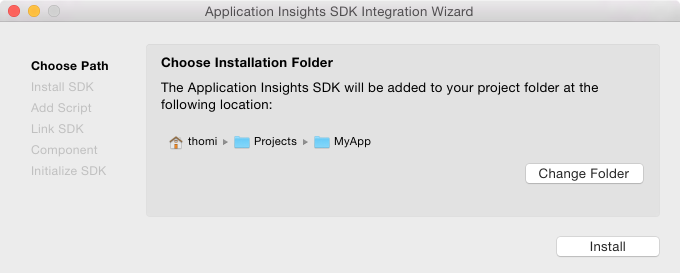 Application Insights SDK Integration Wizard
Choose Path
Install SDK
Add Script
Link SDK
Component
Initialize SDK
Choose Installation Folder
The Application Insights SDK will be added to your project folder at the
following location:
thomi ▸ Projects ▸ MyApp
Change Folder
Install